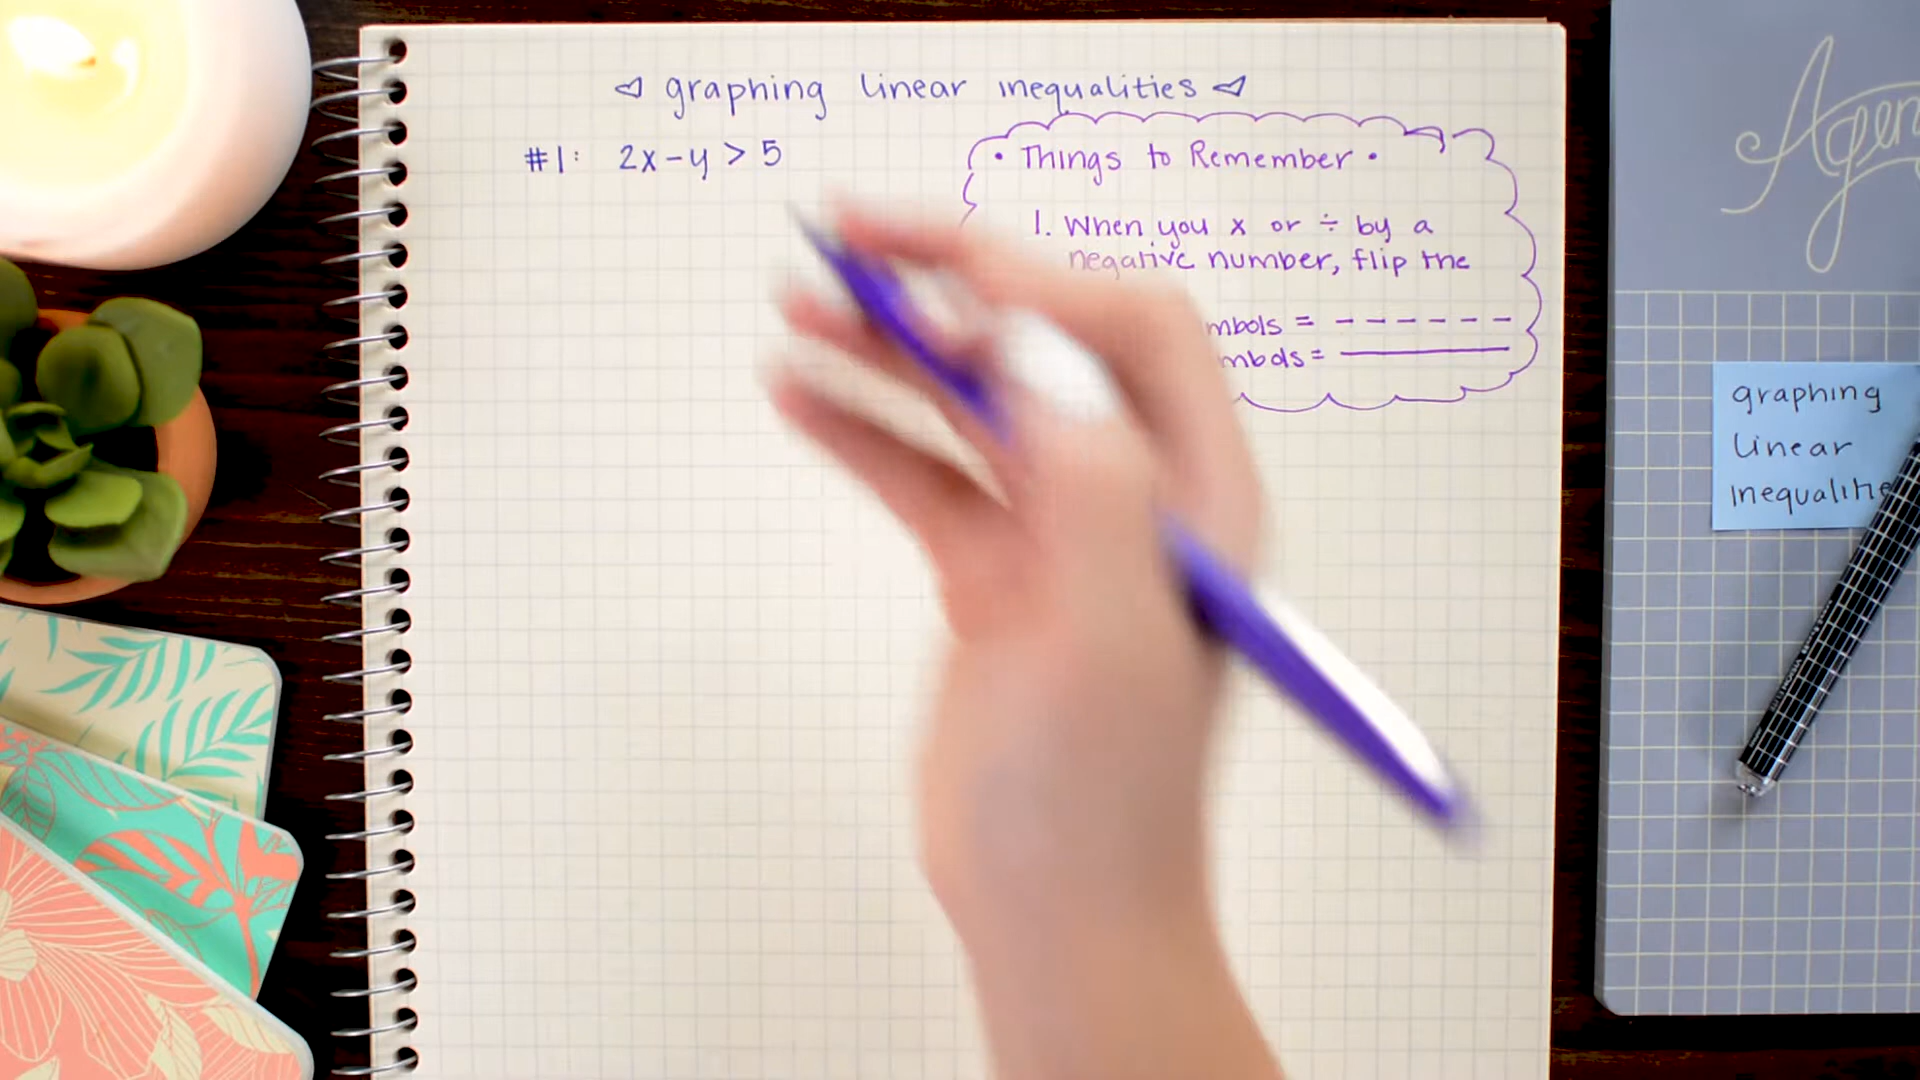 graphing linear inequalities
#1: 2x-y > 5
• Things to Remember •
1. When you x or ÷ by a
negative number, flip the
mbols = ------
mbols = ———
Agen
graphing
linear
inequalitie